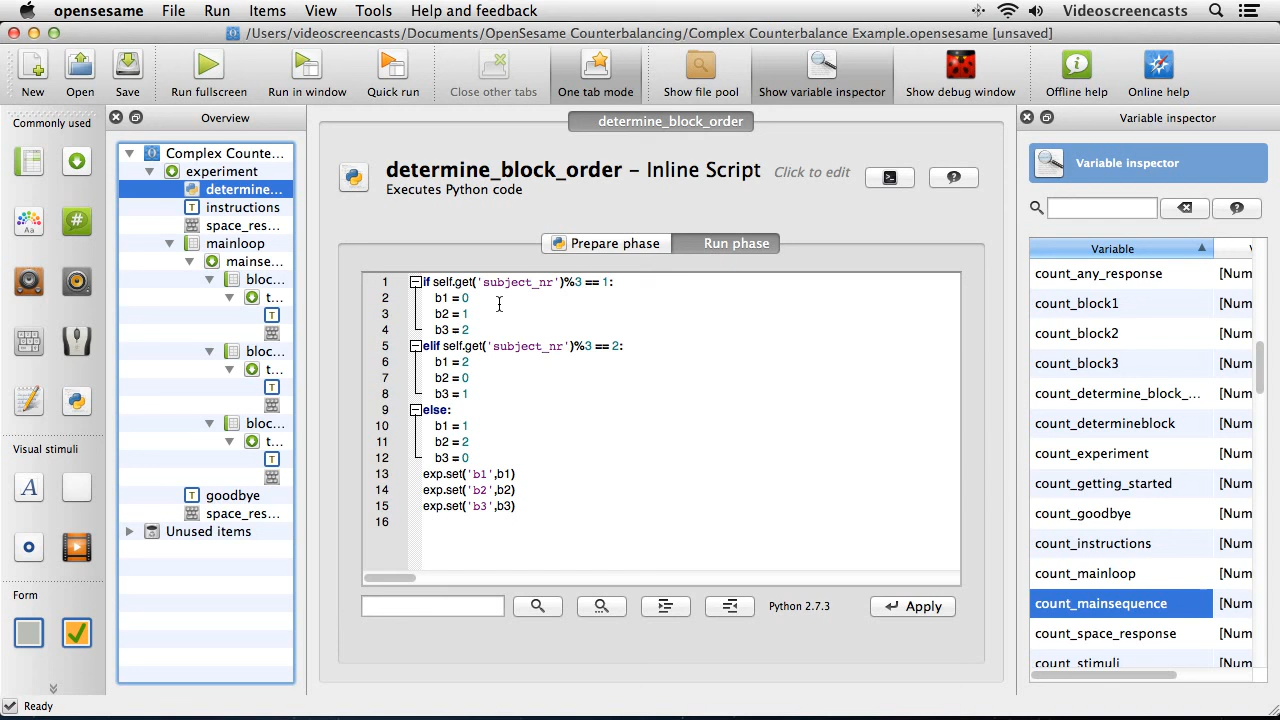 opensesame File Run Items View Tools Help and feedback Videoscreencasts
/Users/videoscreencasts/Documents/OpenSesame Counterbalancing/Complex Counterbalance Example.opensesame [unsaved]
New Open Save Run fullscreen Run in window Quick run Close other tabs One tab mode Show file pool Show variable inspector Show debug window Offline help Online help
Commonly used
Visual stimuli
Form
Overview
Complex Counte...
experiment
determine...
instructions
space_res...
mainloop
mainse...
bloc...
t...
bloc...
t...
bloc...
t...
goodbye
space_res...
Unused items
determine_block_order
determine_block_order – Inline Script Click to edit
Executes Python code
Prepare phase Run phase
1 if self.get('subject_nr')%3 == 1:
2 b1 = 0
3 b2 = 1
4 b3 = 2
5 elif self.get('subject_nr')%3 == 2:
6 b1 = 2
7 b2 = 0
8 b3 = 1
9 else:
10 b1 = 1
11 b2 = 2
12 b3 = 0
13 exp.set('b1',b1)
14 exp.set('b2',b2)
15 exp.set('b3',b3)
16
Python 2.7.3 Apply
Variable inspector
Variable inspector
Variable
count_any_response [Num
count_block1 [Num
count_block2 [Num
count_block3 [Num
count_determine_block_... [Num
count_determineblock [Num
count_experiment [Num
count_getting_started [Num
count_goodbye [Num
count_instructions [Num
count_mainloop [Num
count_mainsequence [Num
count_space_response [Num
count_stimuli [Num
Ready